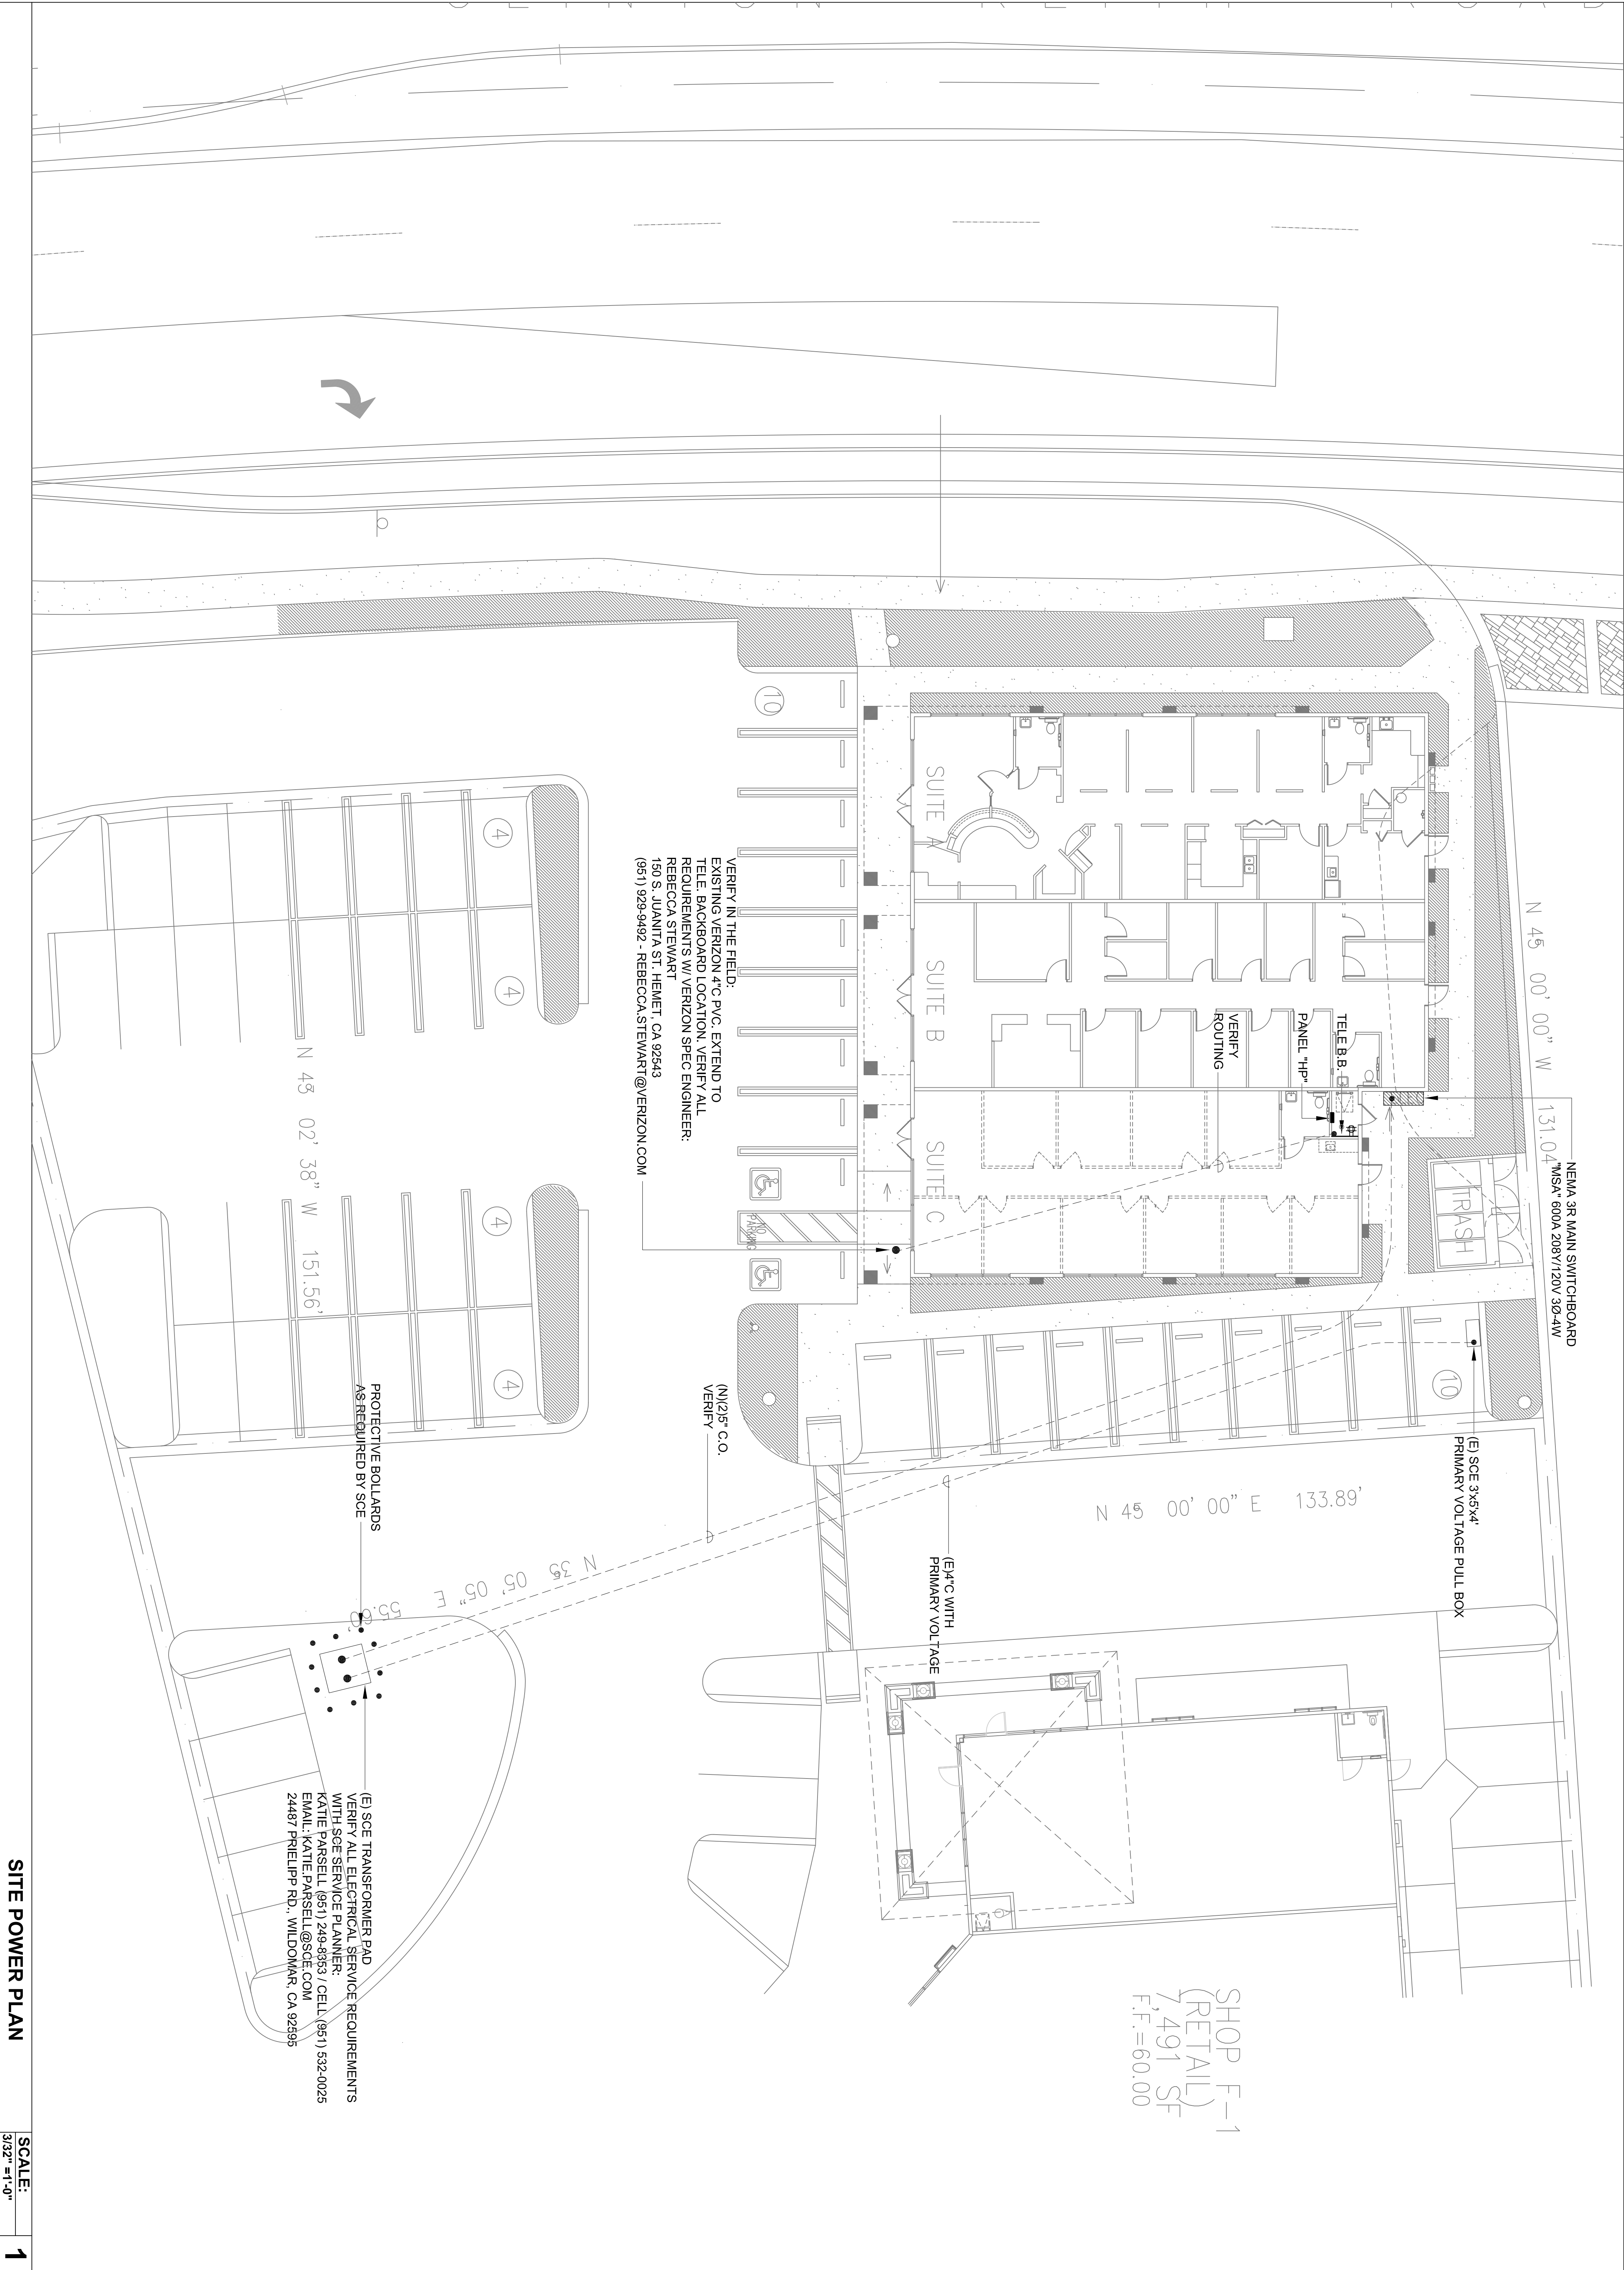 NEMA 3R MAIN SWITCHBOARD
"MSA" 600A 208Y/120V 3Ø-4W
N 45 00' 00" W 131.04'
TRASH
(E) SCE 3'x5'x4'
PRIMARY VOLTAGE PULL BOX
10
TELE B.B.
PANEL "HP"
VERIFY
ROUTING
SUITE A
SUITE B
SUITE C
N 45 00' 00" E 133.89'
(E)4"C WITH
PRIMARY VOLTAGE
SHOP F-1
(RETAIL)
7,491 SF
F.F.=60.00
10
NO
PARKING
VERIFY IN THE FIELD:
EXISTING VERIZON 4"C PVC. EXTEND TO
TELE. BACKBOARD LOCATION. VERIFY ALL
REQUIREMENTS W/ VERIZON SPEC ENGINEER:
REBECCA STEWART
150 S. JUANITA ST. HEMET, CA 92543
(951) 929-9492 - REBECCA.STEWART@VERIZON.COM
(N)(2)5" C.O.
VERIFY
4
4
4
4
N 35 05' 05" E 55.60'
N 43 02' 38" W 151.56'
PROTECTIVE BOLLARDS
AS REQUIRED BY SCE
(E) SCE TRANSFORMER PAD
VERIFY ALL ELECTRICAL SERVICE REQUIREMENTS
WITH SCE SERVICE PLANNER:
KATIE PARSELL (951) 249-8353 / CELL (951) 532-0025
EMAIL: KATIE.PARSELL@SCE.COM
24487 PRIELIPP RD., WILDOMAR, CA 92595
SITE POWER PLAN
SCALE:
3/32" =1'-0"
1